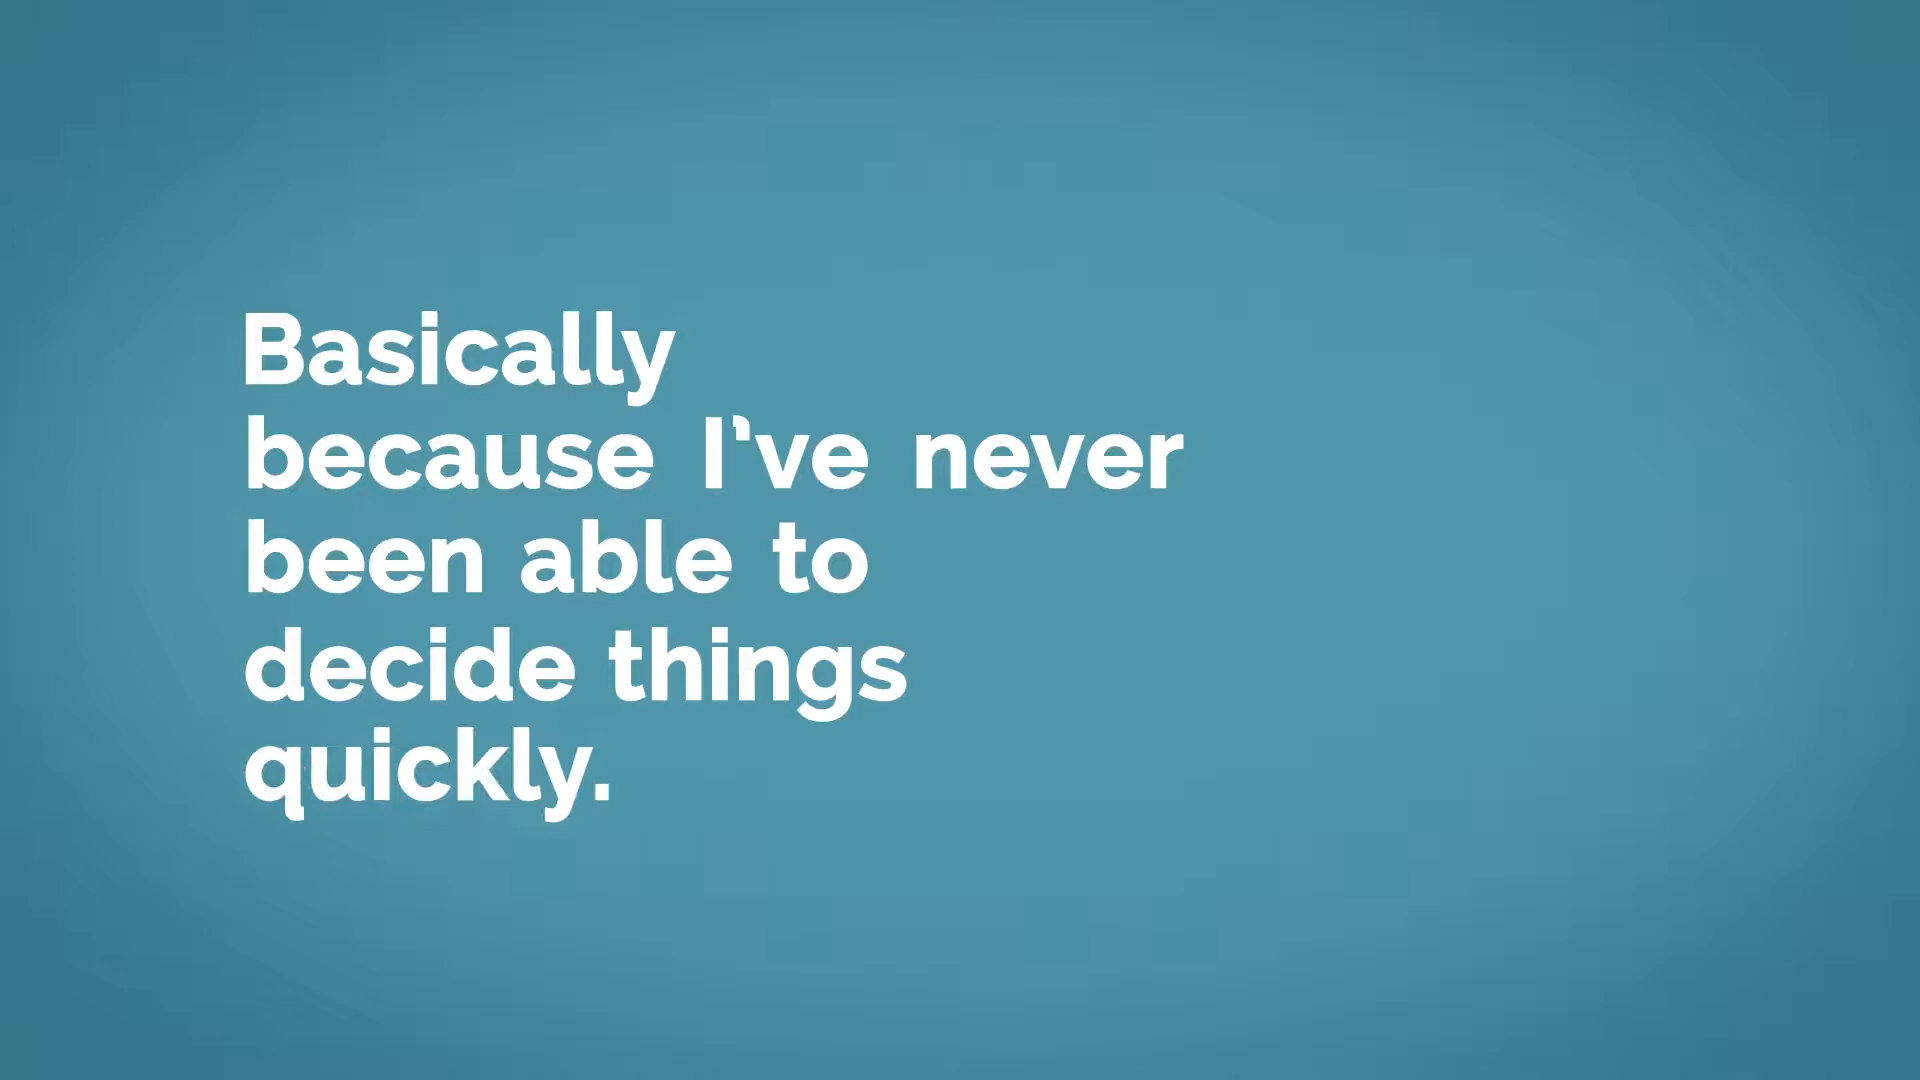 Basically
because I've never
been able to
decide things
quickly.